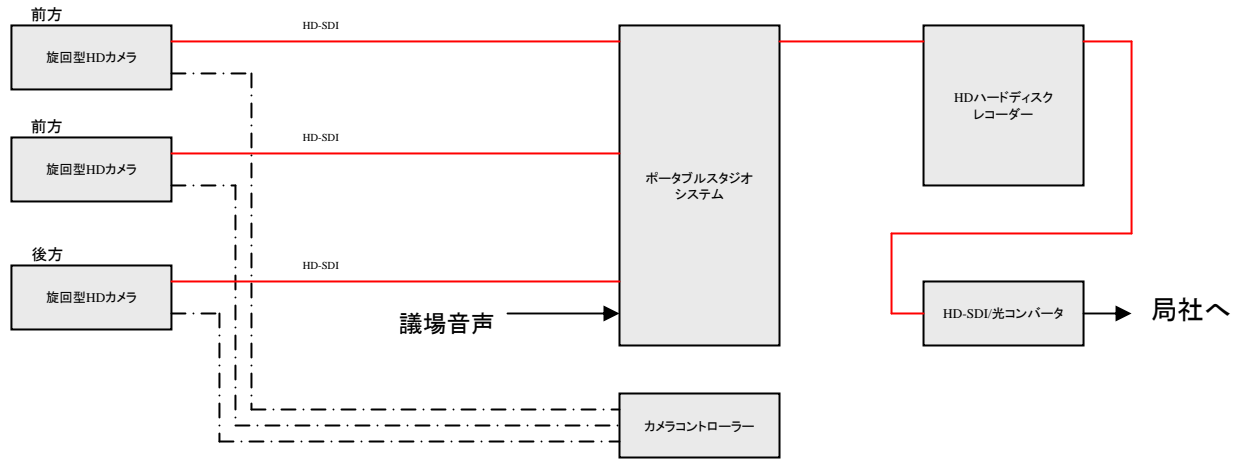 前方
旋回型HDカメラ
HD-SDI
前方
旋回型HDカメラ
HD-SDI
後方
旋回型HDカメラ
HD-SDI
議場音声
ポータブルスタジオ
システム
カメラコントローラー
HDハードディスク
レコーダー
HD-SDI/光コンバータ
局社へ